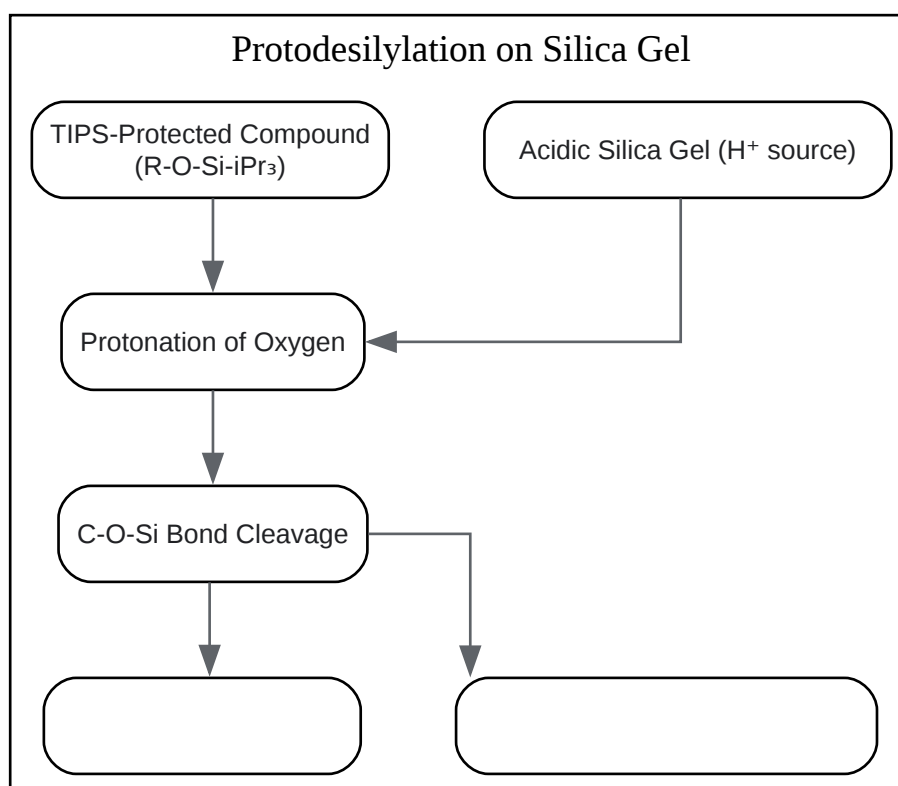 Protodesilylation on Silica Gel
TIPS-Protected Compound
(R-O-Si-iPr₃)
Acidic Silica Gel (H⁺ source)
Protonation of Oxygen
C-O-Si Bond Cleavage